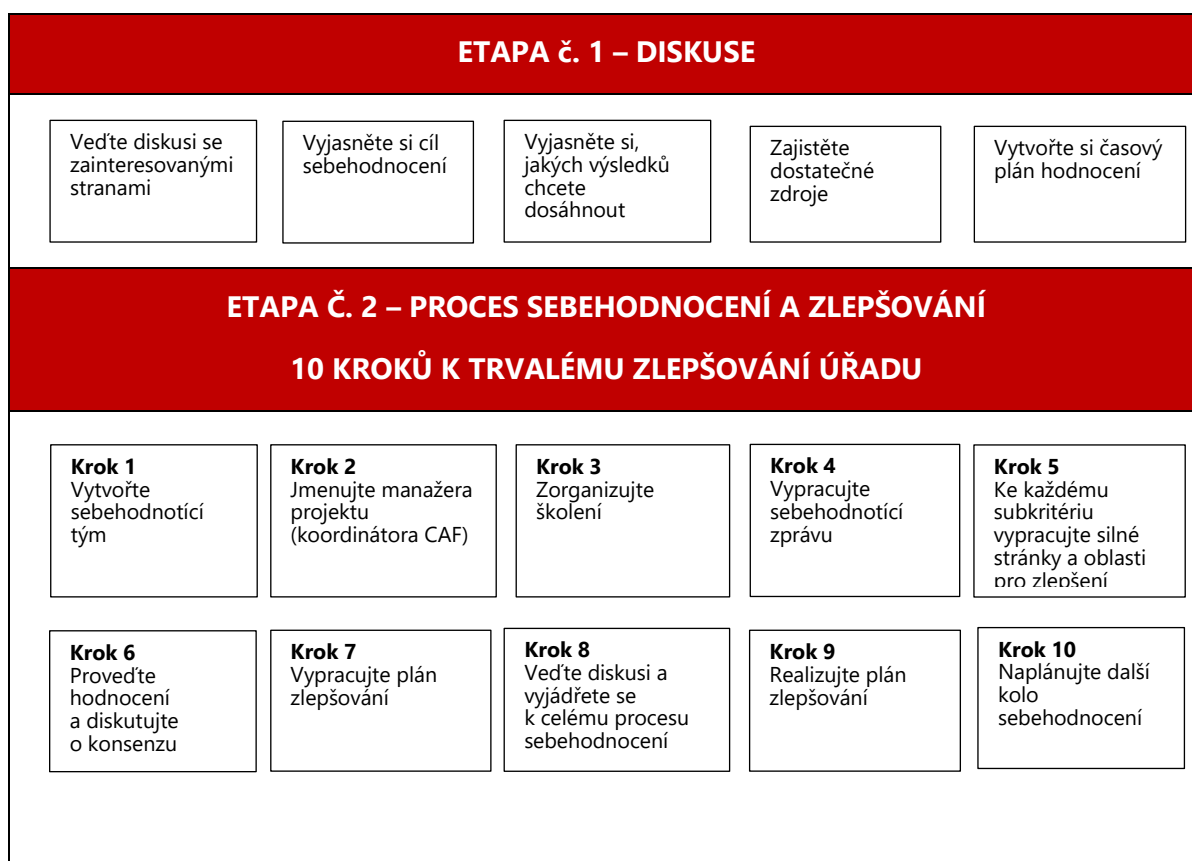 ETAPA č. 1 – DISKUSE
Veďte diskusi se
zainteresovanými
stranami
Vyjasněte si cíl
sebehodnocení
Vyjasněte si,
jakých výsledků
chcete
dosáhnout
Zajistěte
dostatečné
zdroje
Vytvořte si časový
plán hodnocení
ETAPA Č. 2 – PROCES SEBEHODNOCENÍ A ZLEPŠOVÁNÍ
10 KROKŮ K TRVALÉMU ZLEPŠOVÁNÍ ÚŘADU
Krok 1
Vytvořte
sebehodnotící
tým
Krok 2
Jmenujte manažera
projektu
(koordinátora CAF)
Krok 3
Zorganizujte
školení
Krok 4
Vypracujte
sebehodnotící
zprávu
Krok 5
Ke každému
subkritériu
vypracujte silné
stránky a oblasti
pro zlepšení
Krok 6
Proveďte
hodnocení
a diskutujte
o konsenzu
Krok 7
Vypracujte plán
zlepšování
Krok 8
Veďte diskusi a
vyjádřete se
k celému procesu
sebehodnocení
Krok 9
Realizujte plán
zlepšování
Krok 10
Naplánujte další
kolo
sebehodnocení